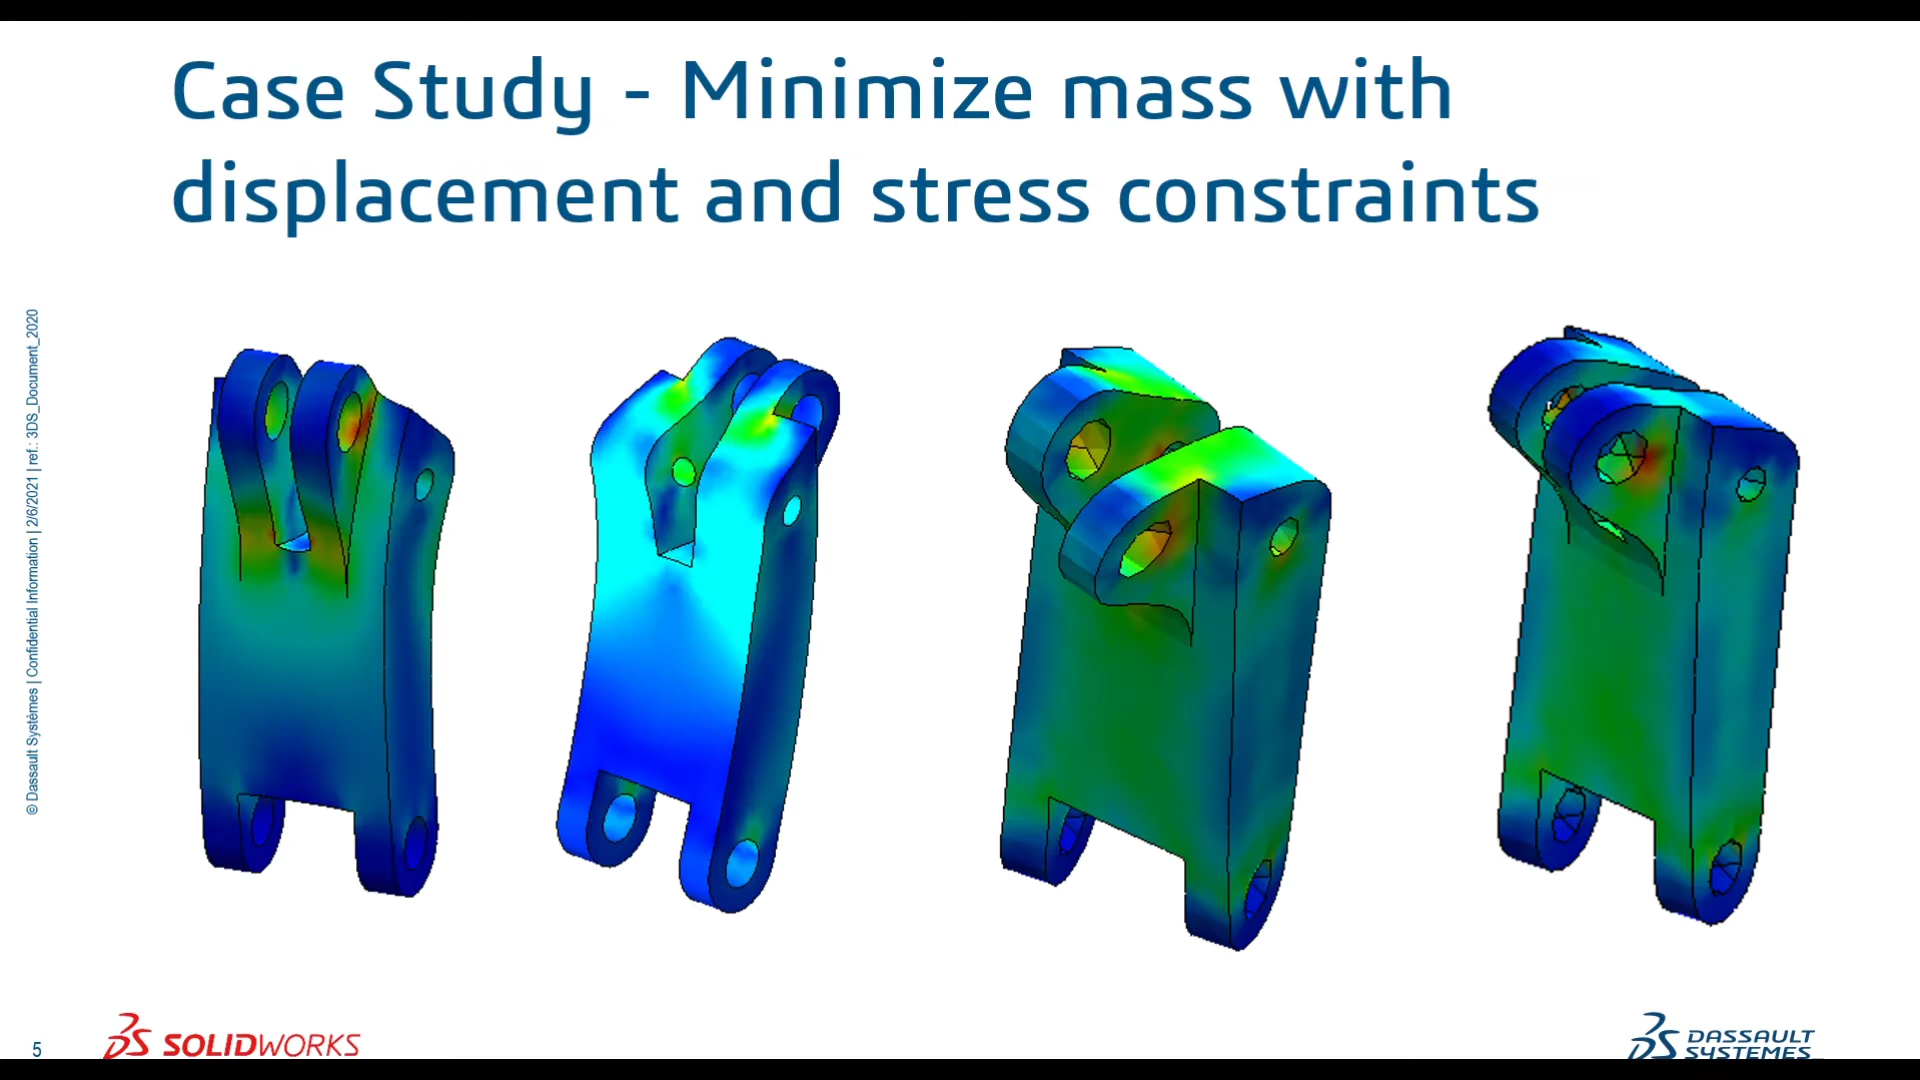 Case Study - Minimize mass with
displacement and stress constraints
© Dassault Systèmes | Confidential Information | 2/6/2021 | ref.: 3DS_Document_2020
5
SOLIDWORKS
DASSAULT
SYSTEMES